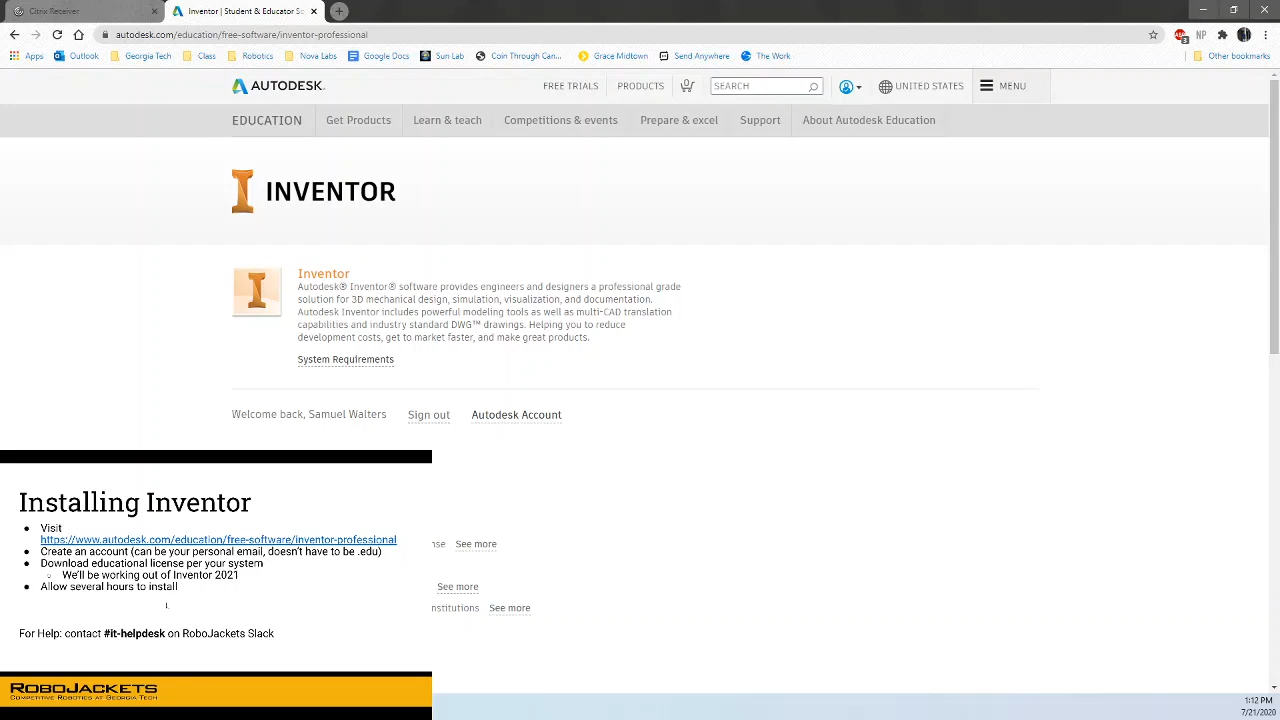 Citrix Receiver
Inventor | Student & Educator So
autodesk.com/education/free-software/inventor-professional
Apps
Outlook
Georgia Tech
Class
Robotics
Nova Labs
Google Docs
Sun Lab
Coin Through Can...
Grace Midtown
Send Anywhere
The Work
Other bookmarks
AUTODESK.
FREE TRIALS
PRODUCTS
SEARCH
UNITED STATES
MENU
EDUCATION
Get Products
Learn & teach
Competitions & events
Prepare & excel
Support
About Autodesk Education
INVENTOR
Inventor
Autodesk® Inventor® software provides engineers and designers a professional grade
solution for 3D mechanical design, simulation, visualization, and documentation.
Autodesk Inventor includes powerful modeling tools as well as multi-CAD translation
capabilities and industry standard DWG™ drawings. Helping you to reduce
development costs, get to market faster, and make great products.
System Requirements
Welcome back, Samuel Walters
Sign out
Autodesk Account
Installing Inventor
● Visit
https://www.autodesk.com/education/free-software/inventor-professional
● Create an account (can be your personal email, doesn't have to be .edu)
● Download educational license per your system
○ We'll be working out of Inventor 2021
● Allow several hours to install
For Help: contact #it-helpdesk on RoboJackets Slack
ROBOJACKETS
COMPETITIVE ROBOTICS AT GEORGIA TECH
See more
See more
nstitutions See more
1:12 PM
7/21/2020